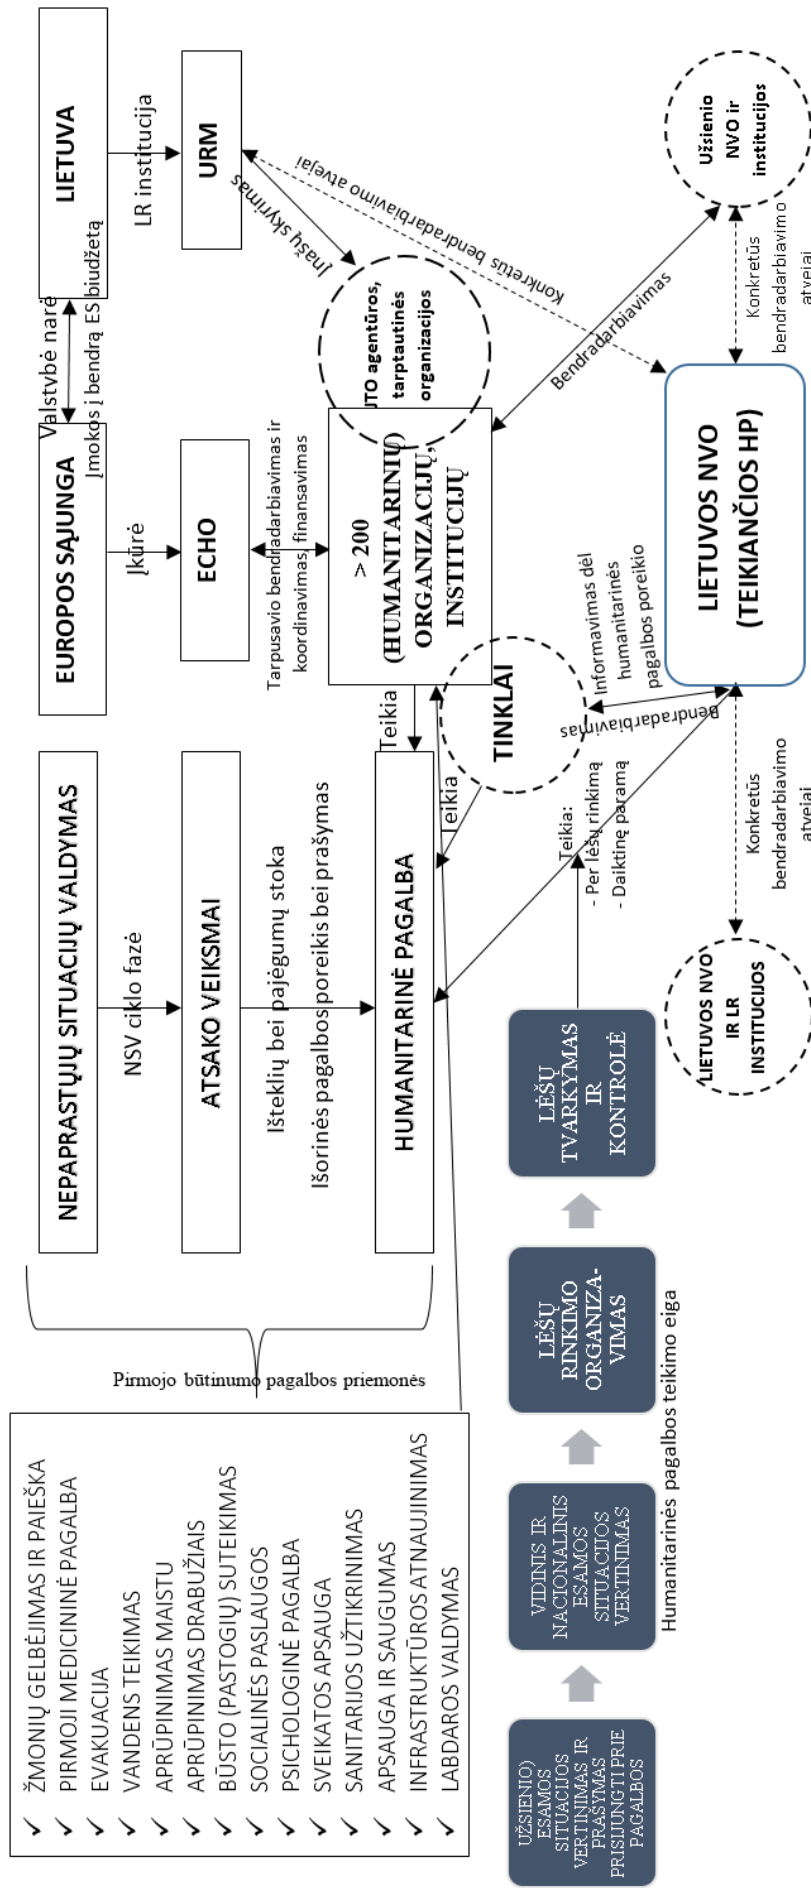 ŽMONIŲ GELBĖJIMAS IR PAIEŠKA
PIRMOJI MEDICININĖ PAGALBA
EVAKUACIJA
VANDENS TEIKIMAS
APRŪPINIMAS MAISTU
APRŪPINIMAS DRABUŽIAIS
BŪSTO (PASTOGIŲ) SUTEIKIMAS
SOCIALINĖS PASLAUGOS
PSICHOLOGINĖ PAGALBA
SVEIKATOS APSAUGA
SANITARIJOS UŽTIKRINIMAS
APSAUGA IR SAUGUMAS
INFRASTRUKTŪROS ATNAUJINIMAS
LABDAROS VALDYMAS
Pirmojo būtinumo pagalbos priemonės
NEPAPRASTŲJŲ SITUACIJŲ VALDYMAS
NSV ciklo fazė
ATSAKO VEIKSMAI
Išteklių bei pajėgumų stoka
Išorinės pagalbos poreikis bei prašymas
HUMANITARINĖ PAGALBA
EUROPOS SĄJUNGA
Valstybė narė
Įmokos į bendrą ES biudžetą
LIETUVA
Įkūrė
LR institucija
ECHO
URM
Tarpusavio bendradarbiavimas ir
koordinavimas, finansavimas
Įnašų skyrimas
Konkretūs bendradarbiavimo atvejai
JTO agentūros,
tarptautinės
organizacijos
> 200
(HUMANITARINIŲ)
ORGANIZACIJŲ,
INSTITUCIJŲ
Teikia
Teikia
TINKLAI
Bendradarbiavimas
Informavimas dėl
humanitarinės
pagalbos poreikio
Bendradarbiavimas
Teikia:
- Per lėšų rinkimą
- Daiktinę paramą
UŽSIENIO)
ESAMOS
SITUACIJOS
VERTINIMAS IR
PRAŠYMAS
PRISIJUNGTI PRIE
PAGALBOS
VIDINIS IR
NACIONALINIS
ESAMOS
SITUACIJOS
VERTINIMAS
LĖŠŲ
RINKIMO
ORGANIZA-
VIMAS
LĖŠŲ
TVARKYMAS
IR
KONTROLĖ
Humanitarinės pagalbos teikimo eiga
LIETUVOS NVO
IR LR
INSTITUCIJOS
Konkretūs
bendradarbiavimo
atvejai
LIETUVOS NVO
(TEIKIANČIOS HP)
Konkretūs
bendradarbiavimo
atvejai
Užsienio
NVO ir
institucijos